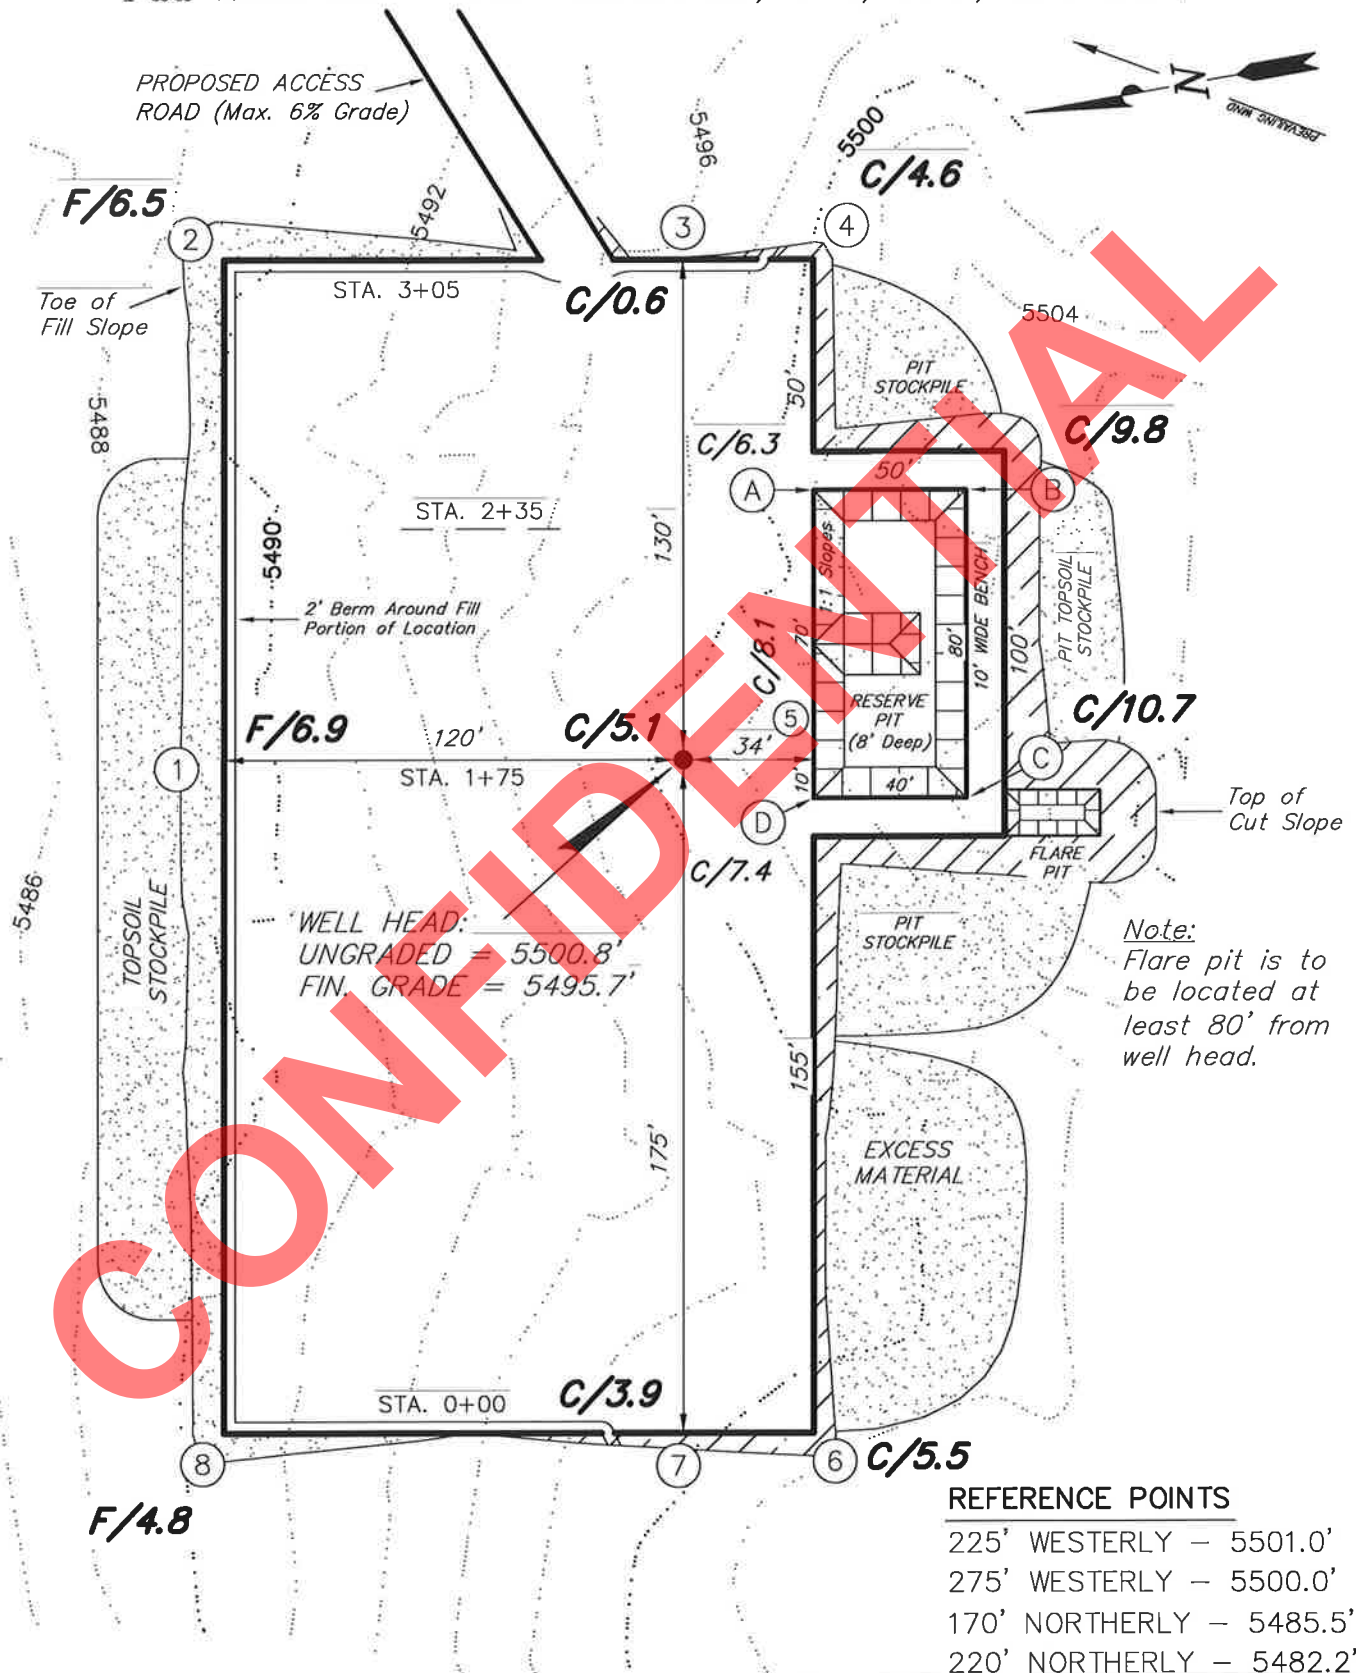 PROPOSED ACCESS
ROAD (Max. 6% Grade)
5496
5500
N
PREVAILING WIND
C/4.6
F/6.5
5492
2
3
4
Toe of
Fill Slope
STA. 3+05
C/0.6
5504
PIT
STOCKPILE
50'
5488
C/6.3
C/9.8
50'
A
B
STA. 2+35
130'
5490
1:1 Slopes
10' WIDE BENCH
PIT TOPSOIL
STOCKPILE
2' Berm Around Fill
Portion of Location
70'
80'
100'
C/8.1
RESERVE
PIT
(8' Deep)
C/10.7
F/6.9
120'
C/5.1
5
34'
1
STA. 1+75
10'
40'
C
D
Top of
Cut Slope
FLARE
PIT
C/7.4
5486
TOPSOIL
STOCKPILE
WELL HEAD:
UNGRADED = 5500.8'
FIN. GRADE = 5495.7'
PIT
STOCKPILE
Note:
Flare pit is to
be located at
least 80' from
well head.
155'
175'
EXCESS
MATERIAL
STA. 0+00
C/3.9
8
7
6
C/5.5
F/4.8
REFERENCE POINTS
225' WESTERLY – 5501.0'
275' WESTERLY – 5500.0'
170' NORTHERLY – 5485.5'
220' NORTHERLY – 5482.2'
CONFIDENTIAL